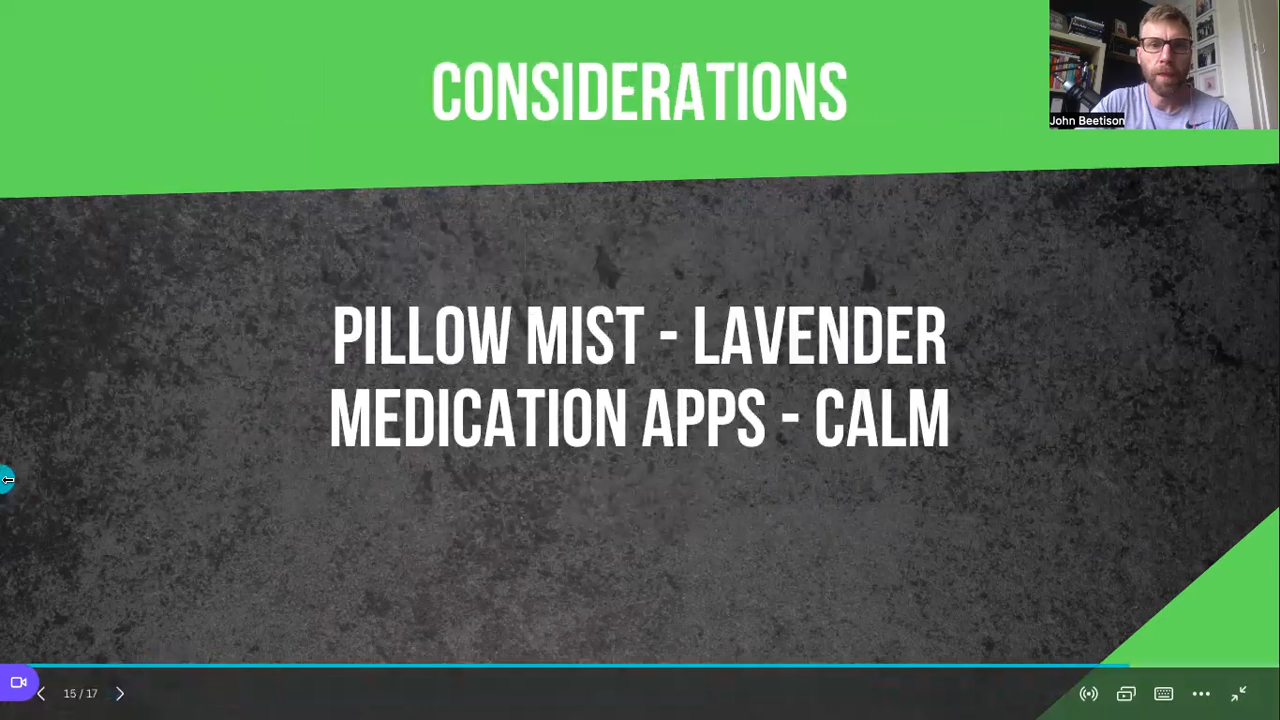 CONSIDERATIONS
John Beetison
PILLOW MIST - LAVENDER
MEDICATION APPS - CALM
15 / 17